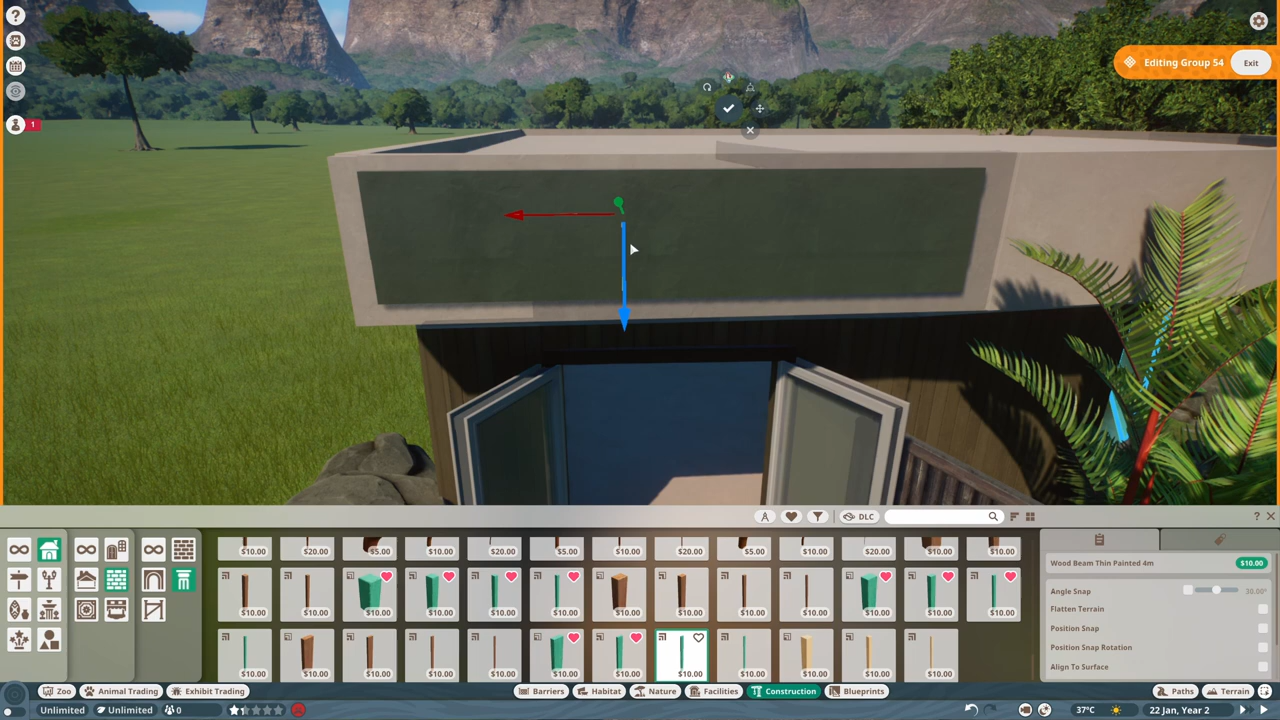 ?
1
Editing Group 54
Exit
DLC
?
$10.00 $20.00 $5.00 $10.00 $20.00 $5.00 $10.00 $20.00 $5.00 $10.00 $20.00 $10.00 $10.00
$10.00 $10.00 $10.00 $10.00 $10.00 $10.00 $10.00 $10.00 $10.00 $10.00 $10.00 $10.00 $10.00
$10.00 $10.00 $10.00 $10.00 $10.00 $10.00 $10.00 $10.00 $10.00 $10.00 $10.00 $10.00
Wood Beam Thin Painted 4m $10.00
Angle Snap 30.00°
Flatten Terrain
Position Snap
Position Snap Rotation
Align To Surface
Zoo Animal Trading Exhibit Trading Barriers Habitat Nature Facilities Construction Blueprints Paths Terrain
Unlimited Unlimited 0 37°C 22 Jan, Year 2